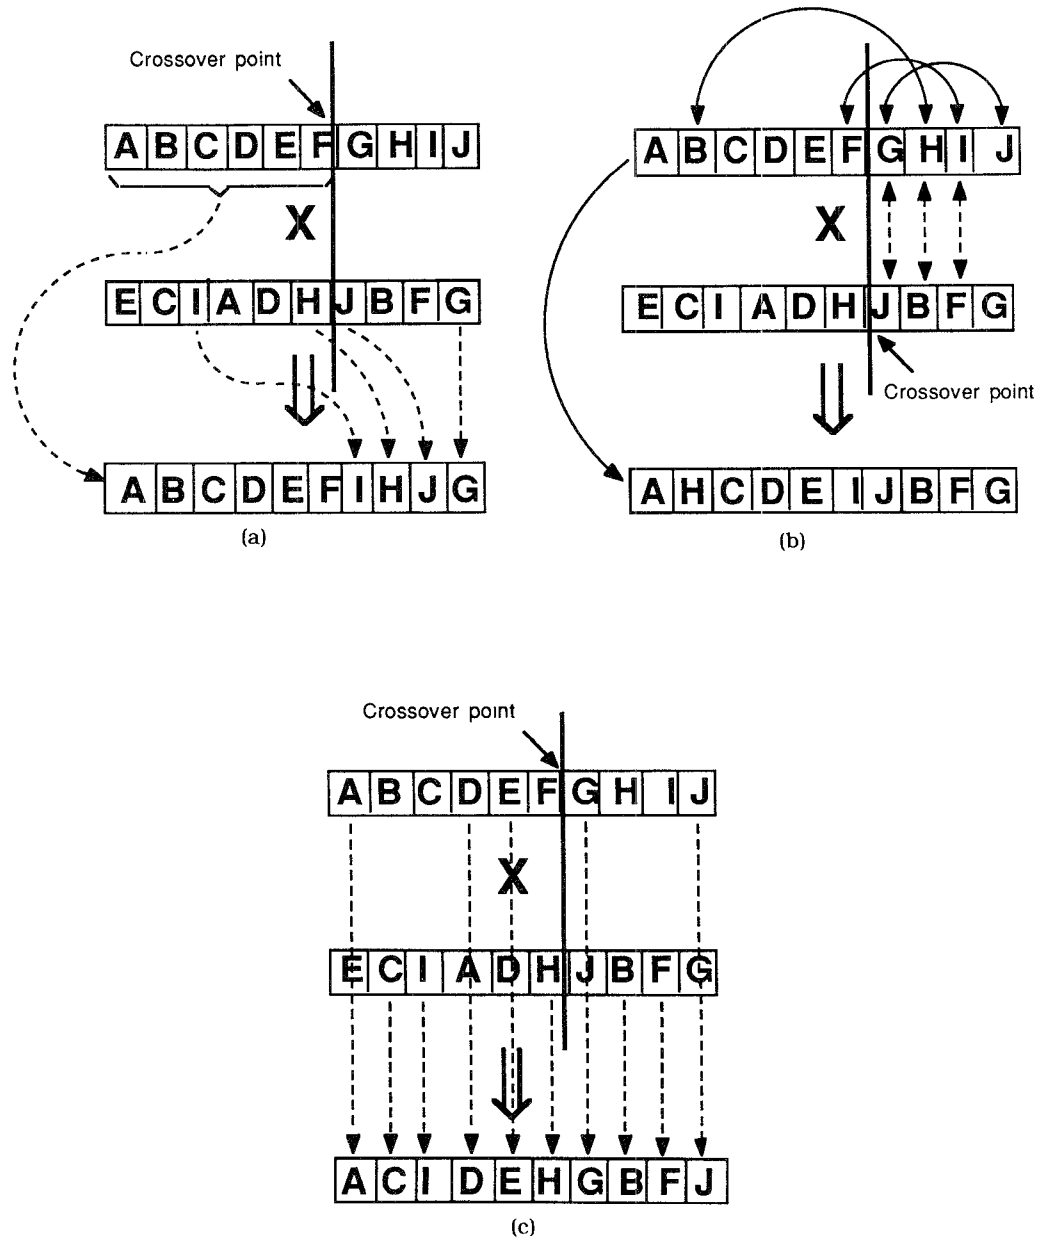 Crossover point
A B C D E F G H I J
X
E C I A D H J B F G
A B C D E F I H J G
(a)
A B C D E F G H I J
X
E C I A D H J B F G
Crossover point
A H C D E I J B F G
(b)
Crossover point
A B C D E F G H I J
X
E C I A D H J B F G
A C I D E H G B F J
(c)